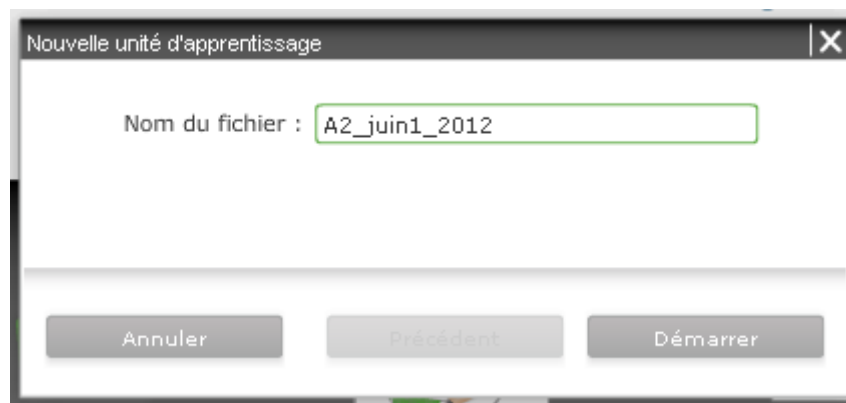 Nouvelle unité d'apprentissage
Nom du fichier : A2_juin1_2012
Annuler Précédent Démarrer